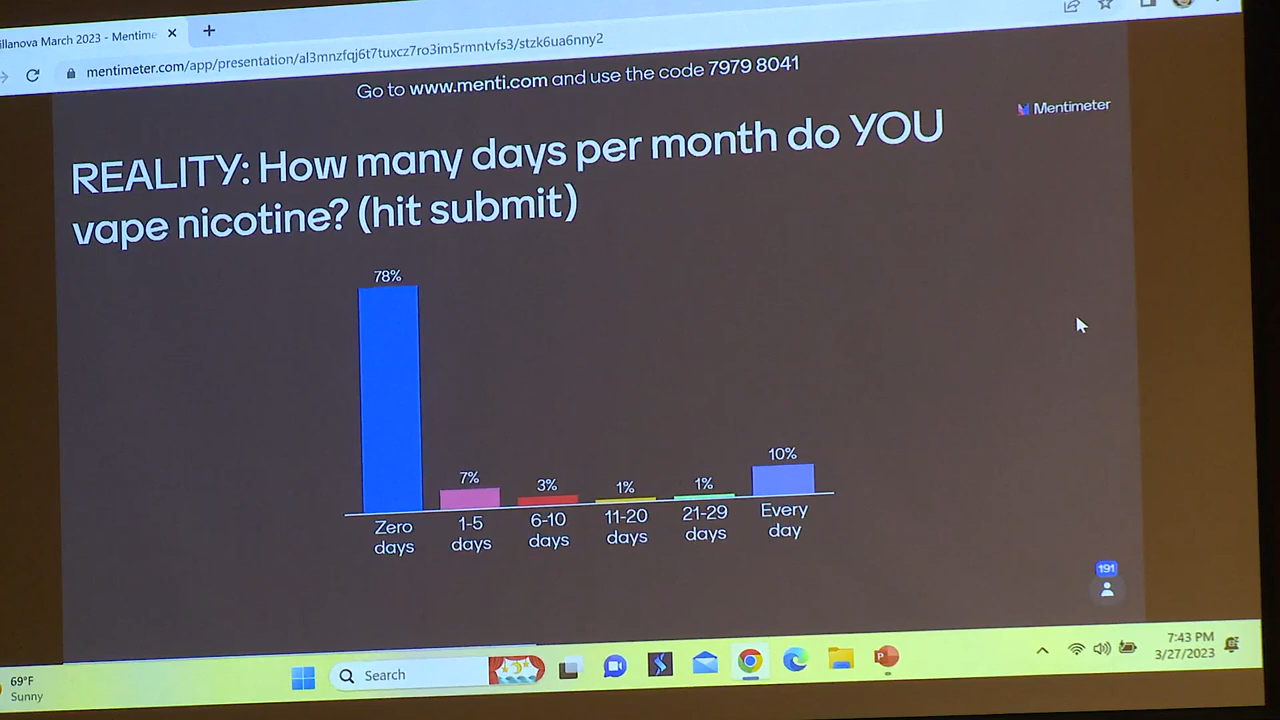 illanova March 2023 - Mentime
mentimeter.com/app/presentation/al3mnzfqj6t7tuxcz7ro3im5rmntvfs3/stzk6ua6nny2
Go to www.menti.com and use the code 7979 8041
Mentimeter
REALITY: How many days per month do YOU
vape nicotine? (hit submit)
78%
7%
3%
1%
1%
10%
Zero
days
1-5
days
6-10
days
11-20
days
21-29
days
Every
day
191
69°F
Sunny
Search
7:43 PM
3/27/2023